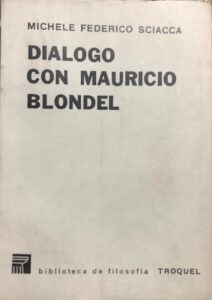 MICHELE FEDERICO SCIACCA
DIALOGO
CON MAURICIO
BLONDEL
biblioteca de filosofía TROQUEL